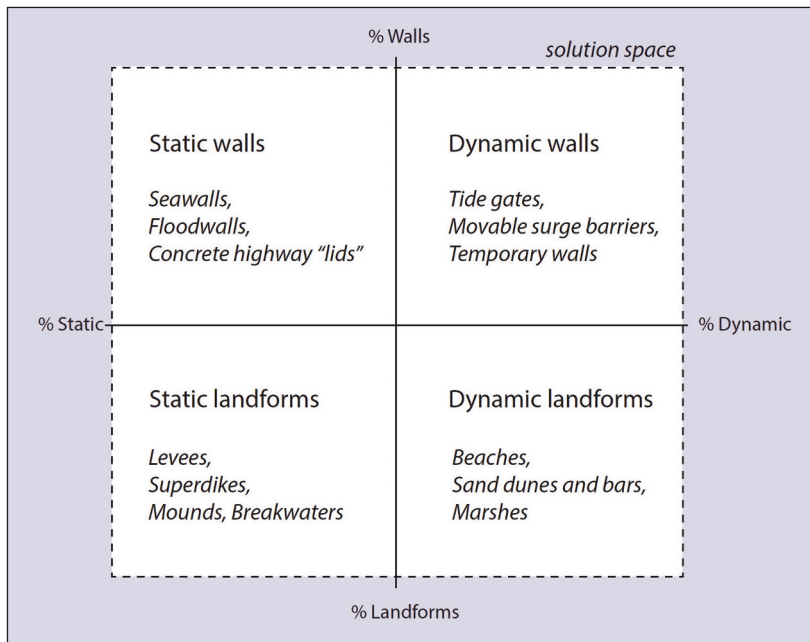 % Walls
solution space
Static walls
Seawalls,
Floodwalls,
Concrete highway “lids”
Dynamic walls
Tide gates,
Movable surge barriers,
Temporary walls
% Static
% Dynamic
Static landforms
Levees,
Superdikes,
Mounds, Breakwaters
Dynamic landforms
Beaches,
Sand dunes and bars,
Marshes
% Landforms